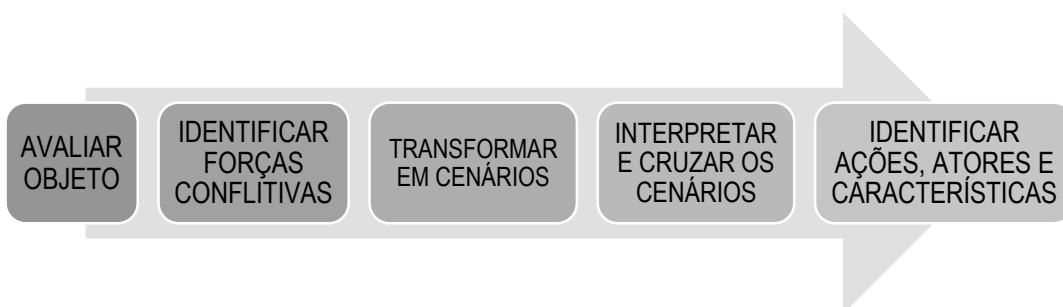 AVALIAR
OBJETO
IDENTIFICAR
FORÇAS
CONFLITIVAS
TRANSFORMAR
EM CENÁRIOS
INTERPRETAR
E CRUZAR OS
CENÁRIOS
IDENTIFICAR
AÇÕES, ATORES E
CARACTERÍSTICAS